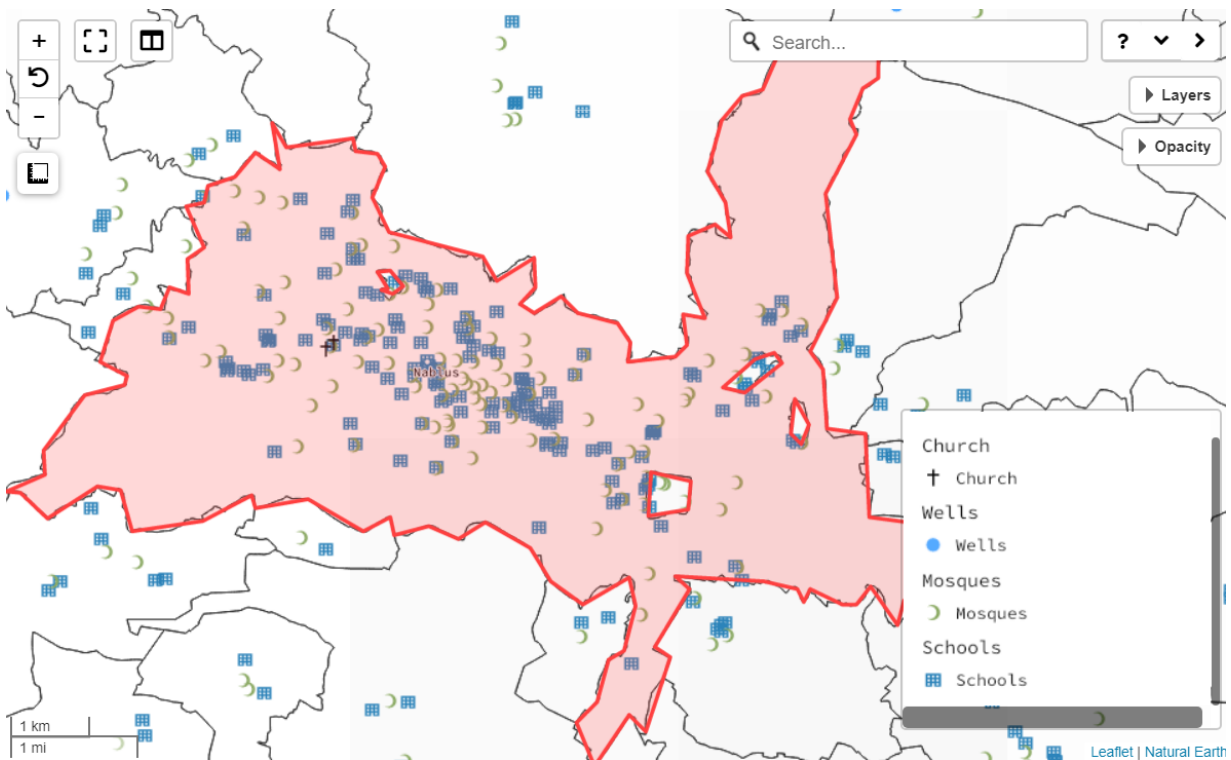 +
−
Search...
?
Layers
Opacity
Nablus
Church
Church
Wells
Wells
Mosques
Mosques
Schools
Schools
1 km
1 mi
Leaflet | Natural Earth